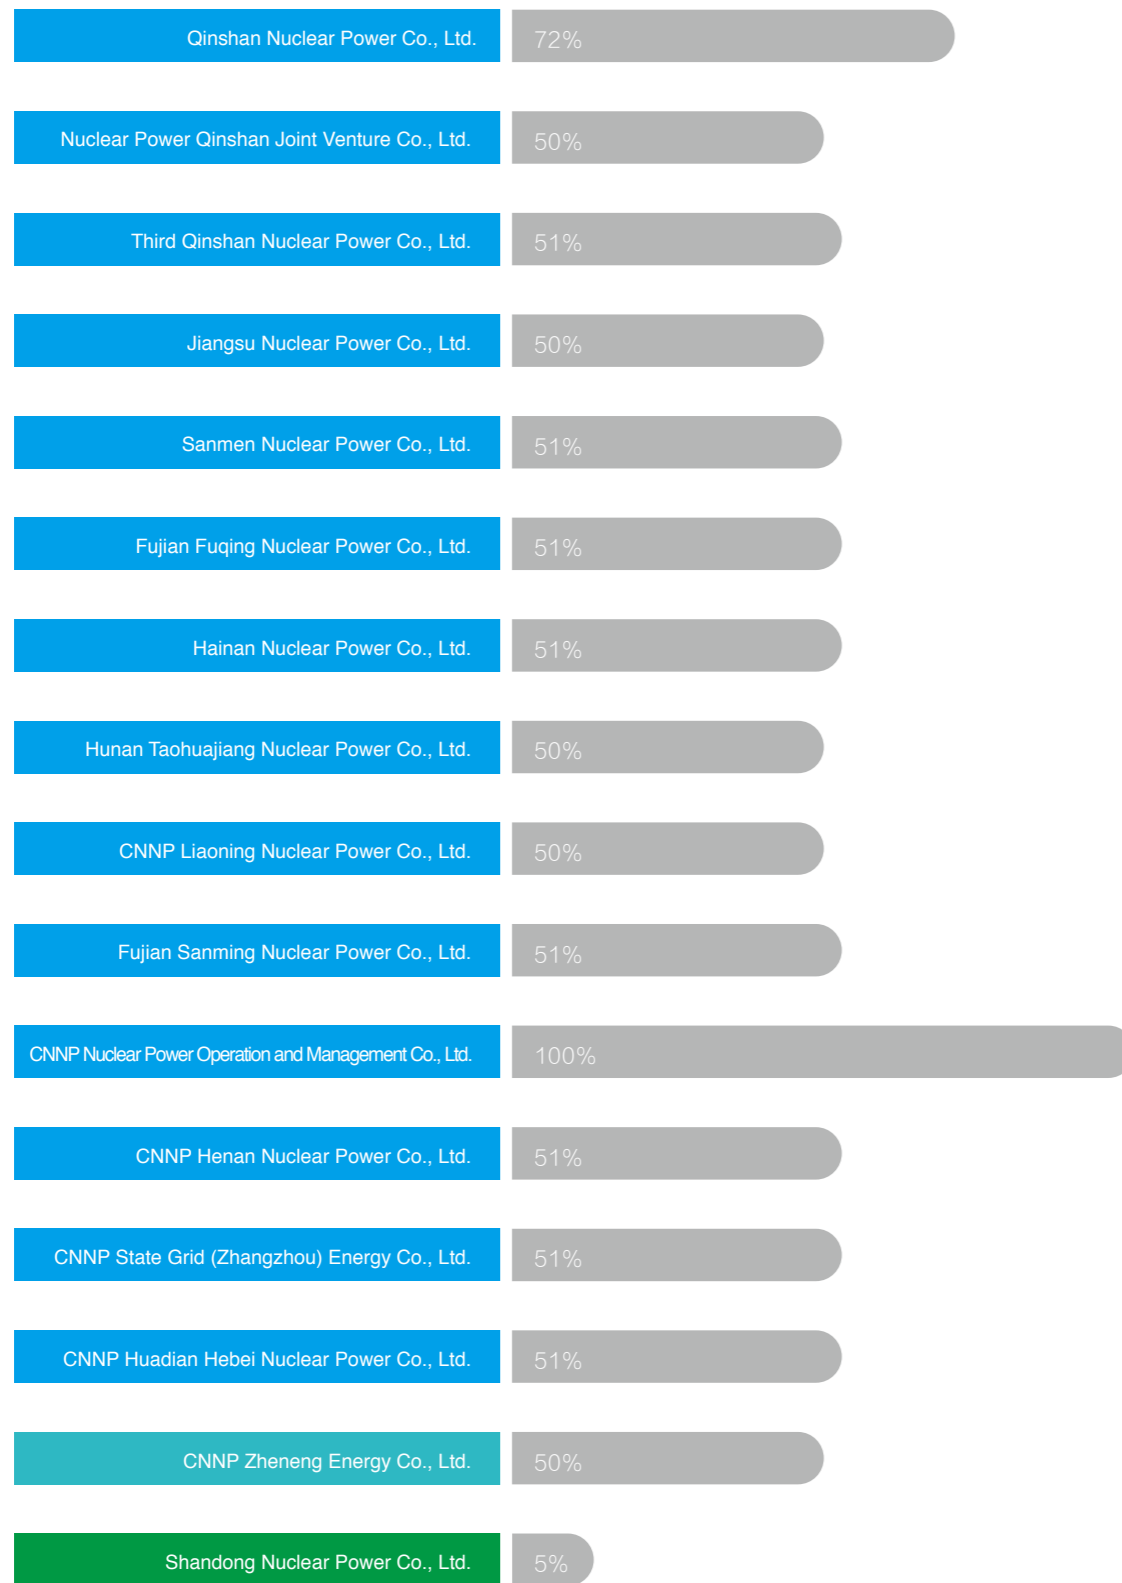 Qinshan Nuclear Power Co., Ltd. 72%
Nuclear Power Qinshan Joint Venture Co., Ltd. 50%
Third Qinshan Nuclear Power Co., Ltd. 51%
Jiangsu Nuclear Power Co., Ltd. 50%
Sanmen Nuclear Power Co., Ltd. 51%
Fujian Fuqing Nuclear Power Co., Ltd. 51%
Hainan Nuclear Power Co., Ltd. 51%
Hunan Taohuajiang Nuclear Power Co., Ltd. 50%
CNNP Liaoning Nuclear Power Co., Ltd. 50%
Fujian Sanming Nuclear Power Co., Ltd. 51%
CNNP Nuclear Power Operation and Management Co., Ltd. 100%
CNNP Henan Nuclear Power Co., Ltd. 51%
CNNP State Grid (Zhangzhou) Energy Co., Ltd. 51%
CNNP Huadian Hebei Nuclear Power Co., Ltd. 51%
CNNP Zheneng Energy Co., Ltd. 50%
Shandong Nuclear Power Co., Ltd. 5%